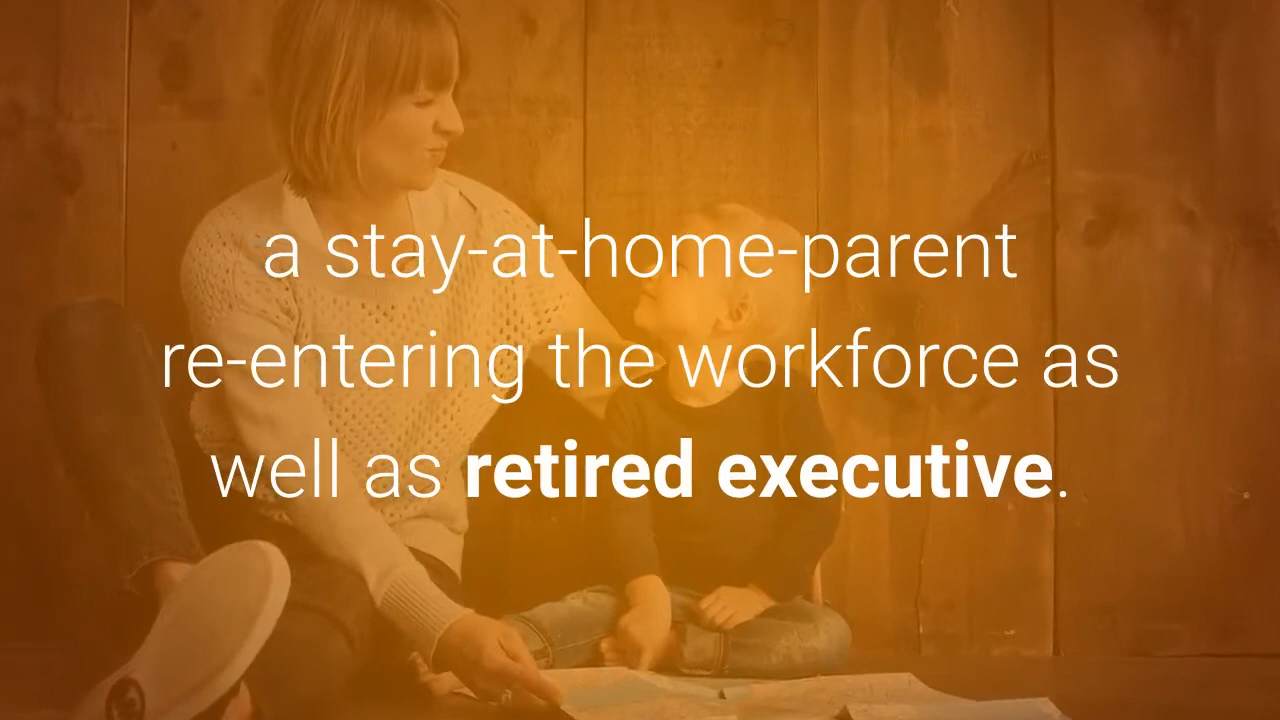 a stay-at-home-parent
re-entering the workforce as
well as retired executive.